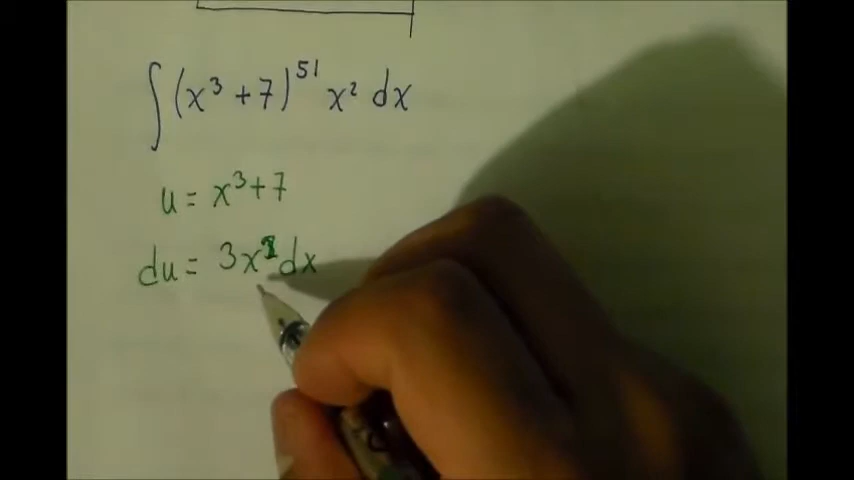 ∫(x³+7)⁵¹ x² dx
u = x³+7
du = 3x² dx